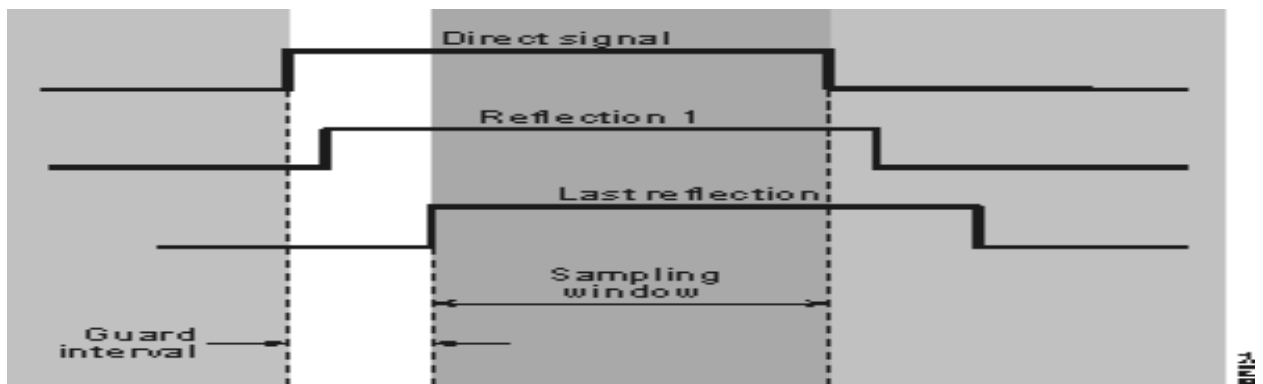 Direct signal
Reflection 1
Last reflection
Sampling
window
Guard
interval